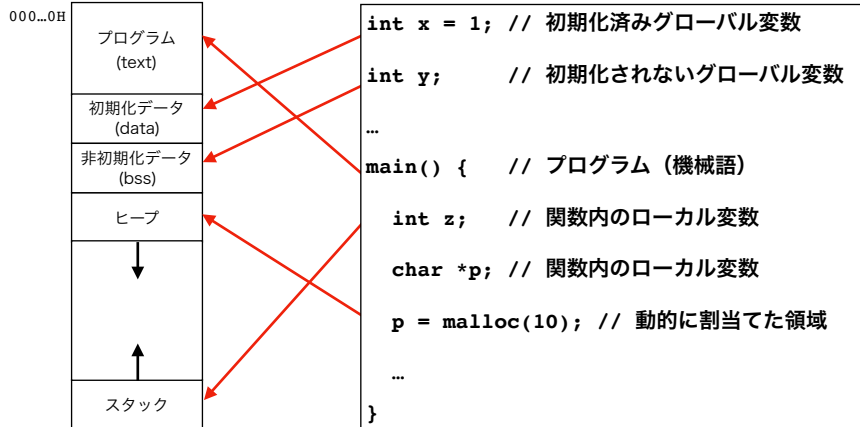 000…0H
プログラム
(text)
初期化データ
(data)
非初期化データ
(bss)
ヒープ
スタック
int x = 1; // 初期化済みグローバル変数
int y; // 初期化されないグローバル変数
…
main() { // プログラム（機械語）
int z; // 関数内のローカル変数
char *p; // 関数内のローカル変数
p = malloc(10); // 動的に割当てた領域
…
}